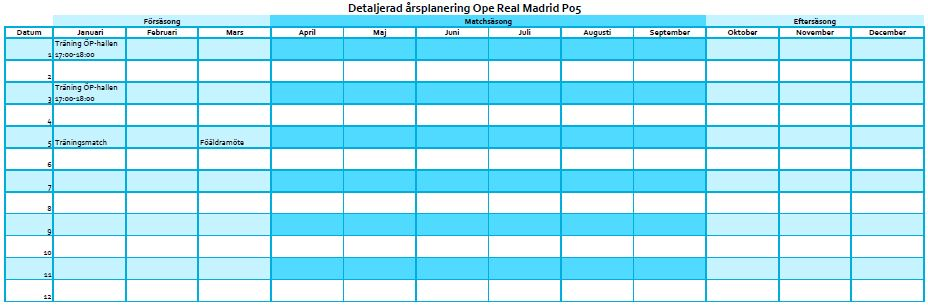 Detaljerad årsplanering Ope Real Madrid P05
Försäsong Matchsäsong Eftersäsong
Datum Januari Februari Mars April Maj Juni Juli Augusti September Oktober November December
Träning ÖP-hallen
1 17:00-18:00
2
Träning ÖP-hallen
3 17:00-18:00
4
5 Träningsmatch Föäldramöte
6
7
8
9
10
11
12